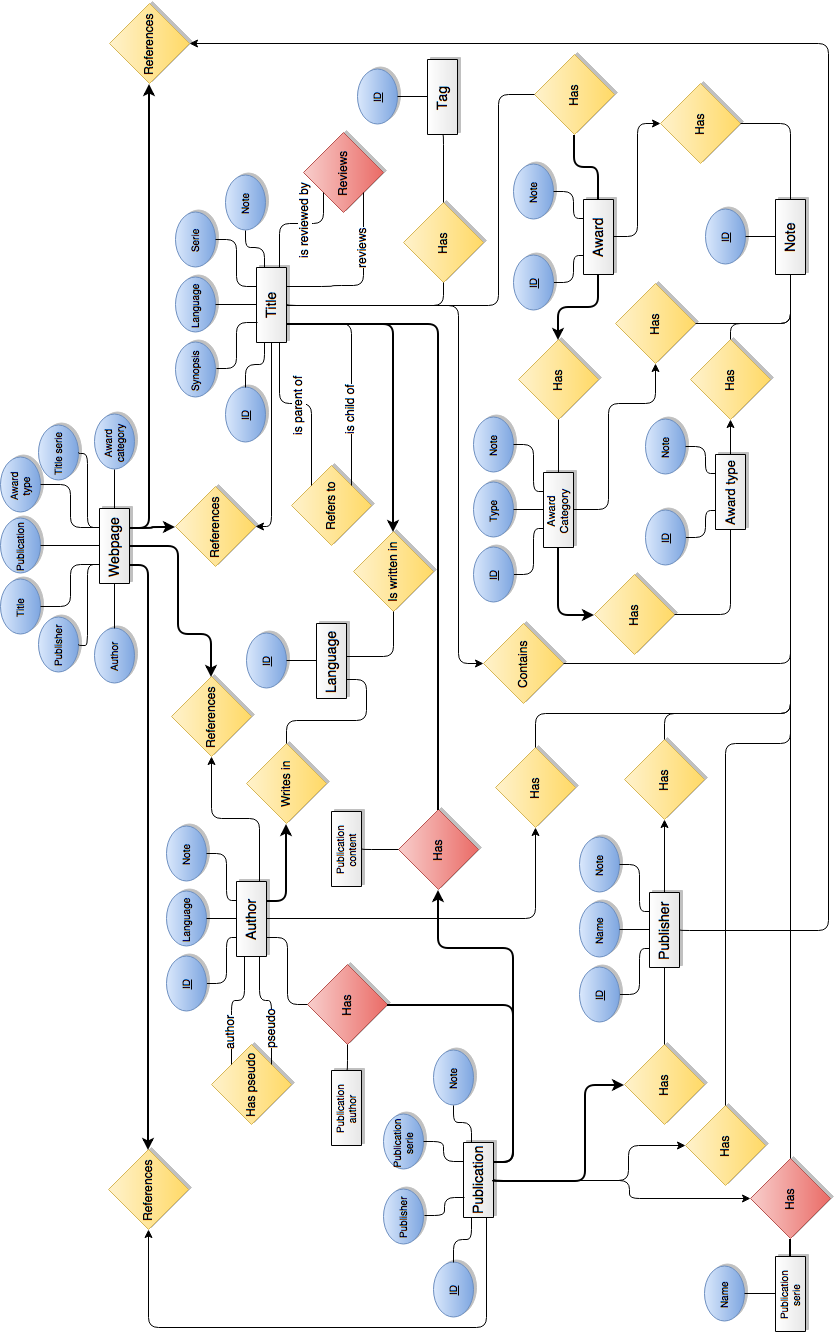 Title
Publication
Award
type
Publisher
Title serie
Author
Webpage
Award
category
References
References
ID
Language
Note
Synopsis
Language
Serie
References
References
author
Has pseudo
Author
ID
Note
pseudo
ID
Title
Writes in
is parent of
is reviewed by
Language
Refers to
Reviews
Publication
author
Has
Publication
content
is child of
reviews
ID
Is written in
Publisher
Publication
serie
Has
Has
Tag
ID
Note
Publication
ID
Type
Note
Contains
ID
Note
Has
Award
Category
Has
Has
ID
Name
Note
Award
Has
Has
Has
Publisher
Has
ID
Note
Has
Name
Has
Award type
Has
ID
Publication
serie
Has
Note